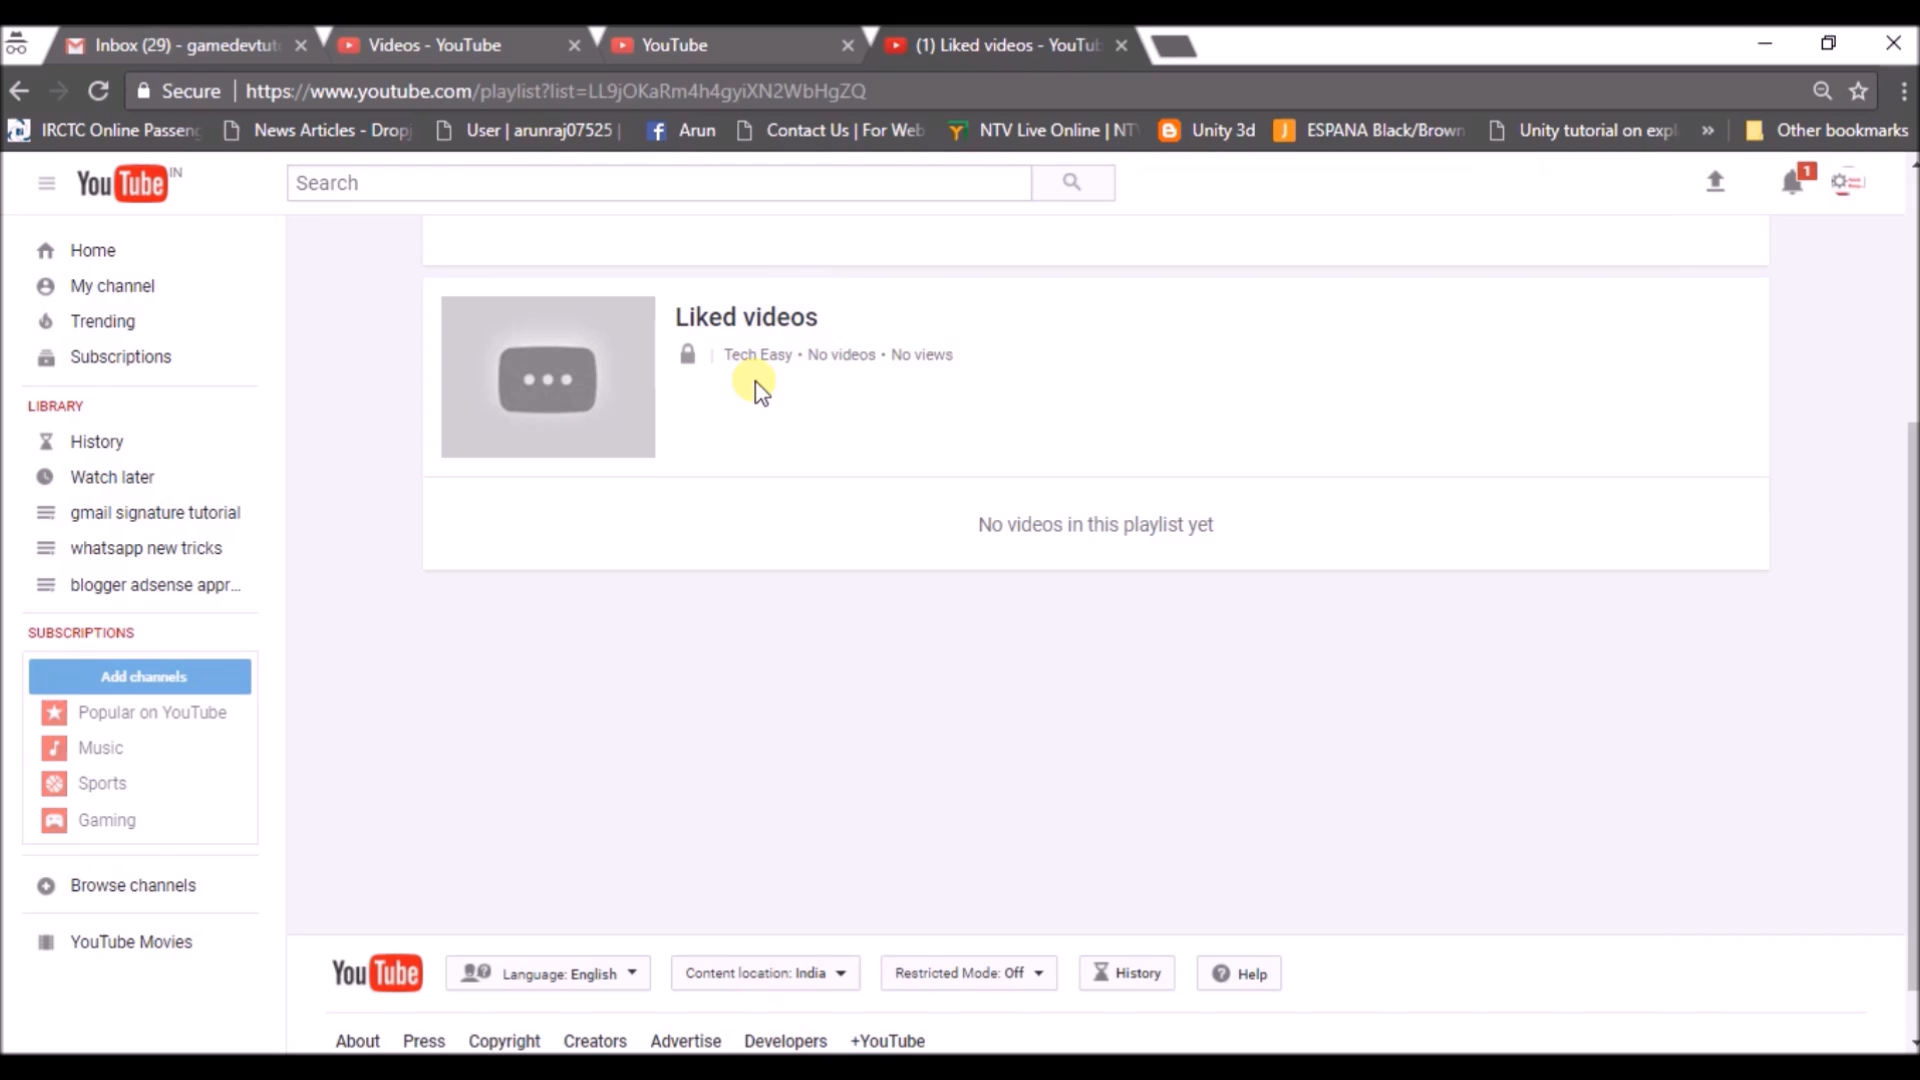 Inbox (29) - gamedevtut
Videos - YouTube
YouTube
(1) Liked videos - YouTub
Secure
https://www.youtube.com/playlist?list=LL9jOKaRm4h4gyiXN2WbHgZQ
IRCTC Online Passeng
News Articles - Dropj
User | arunraj07525 |
Arun
Contact Us | For Web
NTV Live Online | NT
Unity 3d
ESPANA Black/Brown
Unity tutorial on expl
»
Other bookmarks
YouTube IN
Search
1
Home
My channel
Trending
Subscriptions
LIBRARY
History
Watch later
gmail signature tutorial
whatsapp new tricks
blogger adsense appr...
SUBSCRIPTIONS
Add channels
Popular on YouTube
Music
Sports
Gaming
Browse channels
YouTube Movies
Liked videos
Tech Easy • No videos • No views
No videos in this playlist yet
YouTube
Language: English
Content location: India
Restricted Mode: Off
History
Help
About Press Copyright Creators Advertise Developers +YouTube